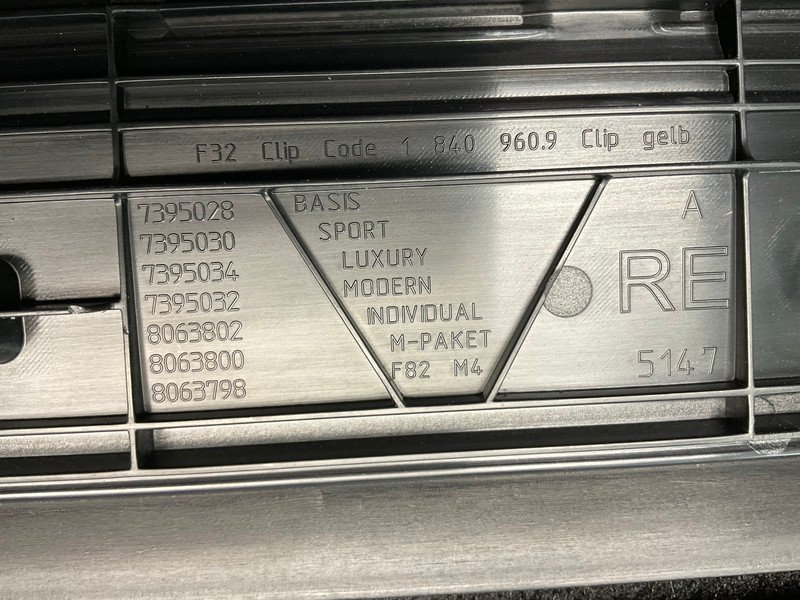 F32 Clip Code 1 840 960.9 Clip gelb
7395028 BASIS
7395030 SPORT
7395034 LUXURY
7395032 MODERN
8063802 INDIVIDUAL
8063800 M-PAKET
8063798 F82 M4
A
RE
5147